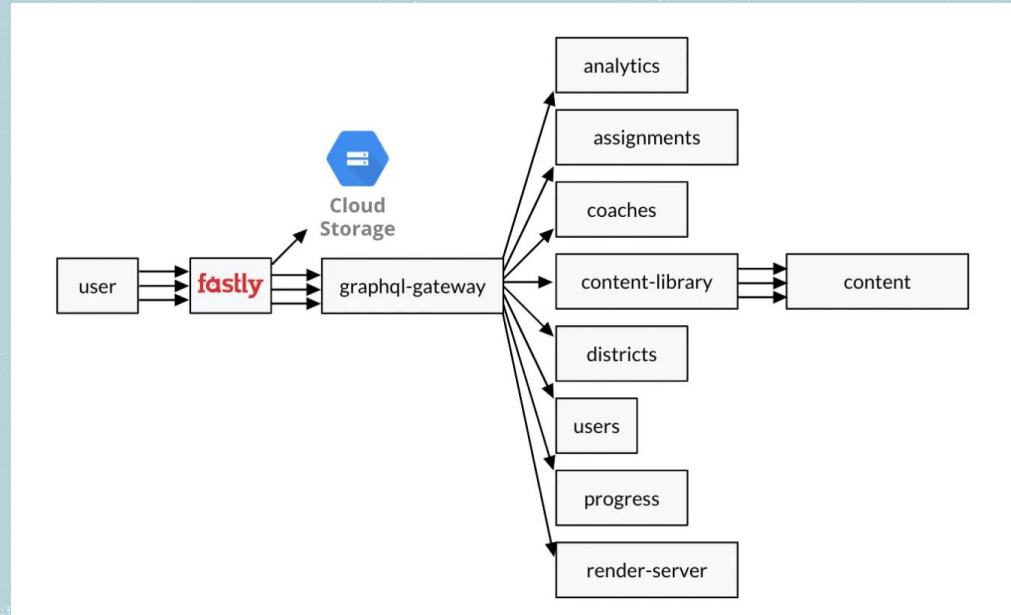 analytics
assignments
Cloud
Storage
coaches
user
fastly
graphql-gateway
content-library
content
districts
users
progress
render-server